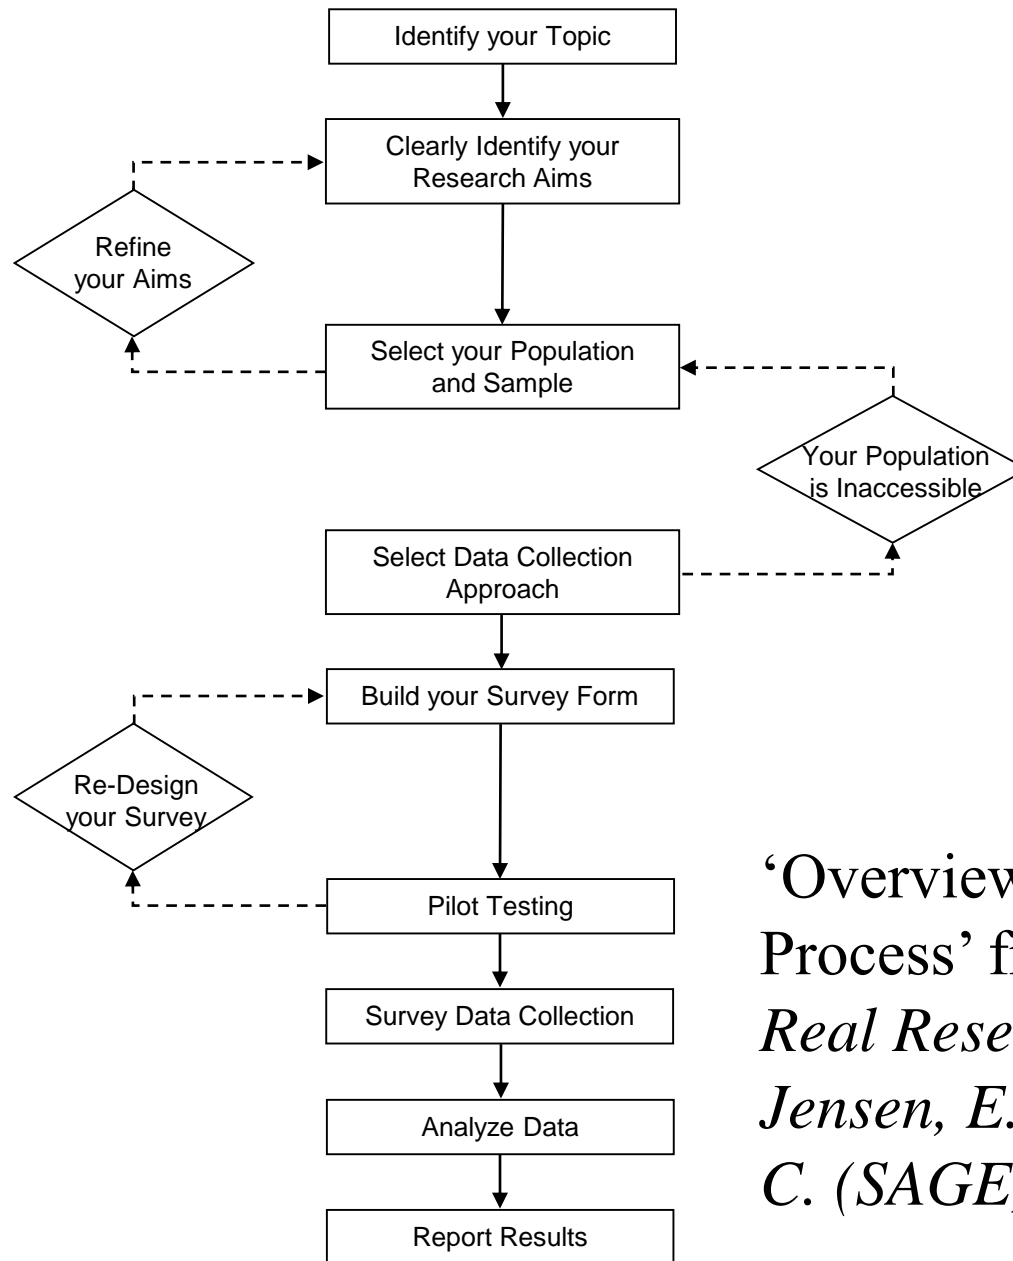 Identify your Topic
Clearly Identify your
Research Aims
Refine
your Aims
Select your Population
and Sample
Your Population
is Inaccessible
Select Data Collection
Approach
Build your Survey Form
Re-Design
your Survey
Pilot Testing
Survey Data Collection
Analyze Data
Report Results
‘Overview
Process’
Real
Jensen, E.
C. (SAGE,